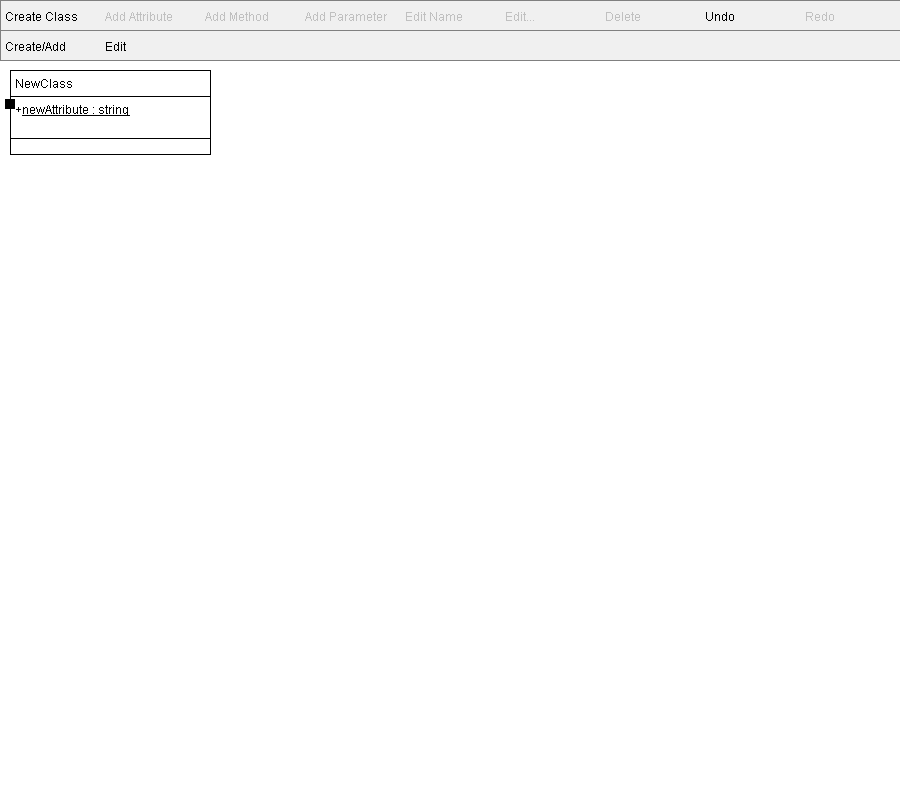 Create Class Add Attribute Add Method Add Parameter Edit Name Edit... Delete Undo Redo
Create/Add Edit
NewClass
+newAttribute : string